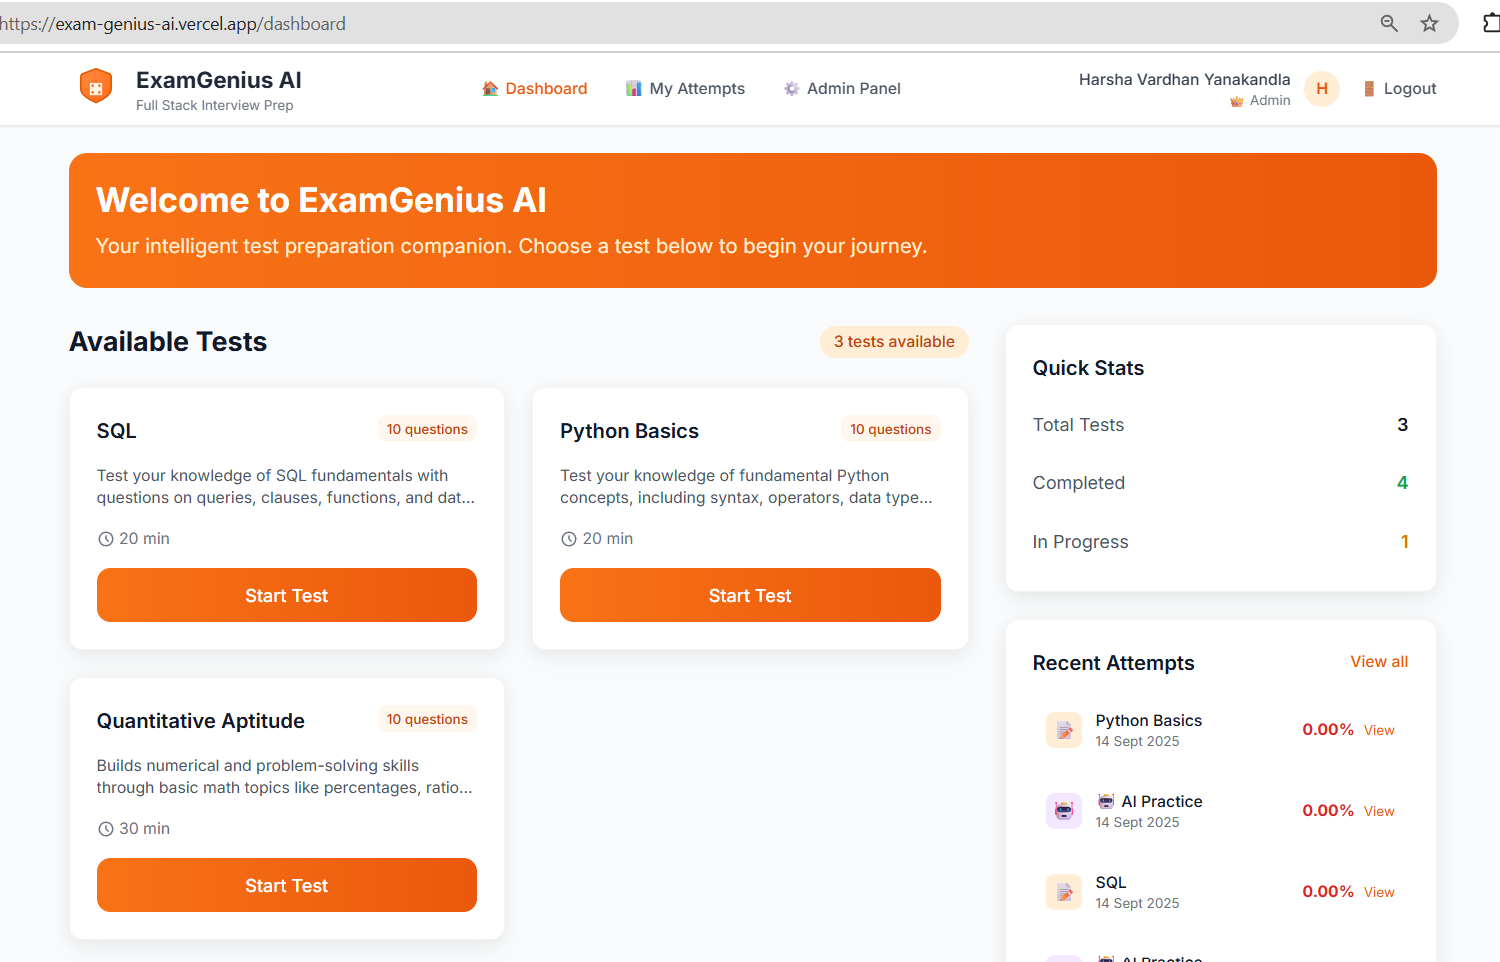 https://exam-genius-ai.vercel.app/dashboard
ExamGenius AI
Full Stack Interview Prep
Dashboard
My Attempts
Admin Panel
Harsha Vardhan Yanakandla
Admin
H
Logout
Welcome to ExamGenius AI
Your intelligent test preparation companion. Choose a test below to begin your journey.
Available Tests
3 tests available
SQL
10 questions
Test your knowledge of SQL fundamentals with
questions on queries, clauses, functions, and dat...
20 min
Start Test
Python Basics
10 questions
Test your knowledge of fundamental Python
concepts, including syntax, operators, data type...
20 min
Start Test
Quantitative Aptitude
10 questions
Builds numerical and problem-solving skills
through basic math topics like percentages, ratio...
30 min
Start Test
Quick Stats
Total Tests 3
Completed 4
In Progress 1
Recent Attempts
View all
Python Basics
14 Sept 2025
0.00% View
AI Practice
14 Sept 2025
0.00% View
SQL
14 Sept 2025
0.00% View
AI Practice